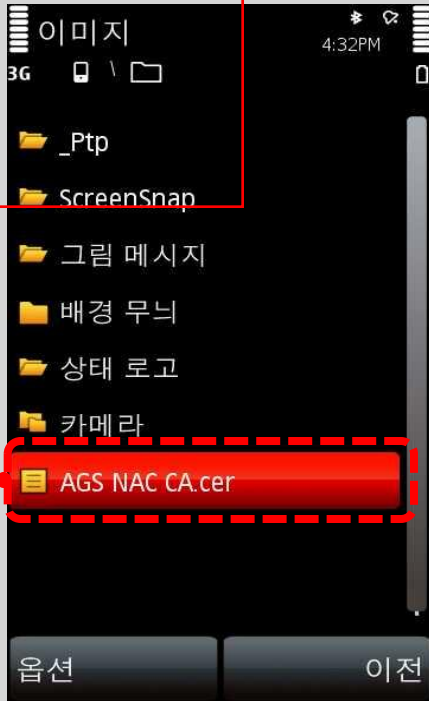 이미지
4:32PM
3G
\
_Ptp
ScreenSnap
그림 메시지
배경 무늬
상태 로고
카메라
AGS NAC CA.cer
옵션
이전